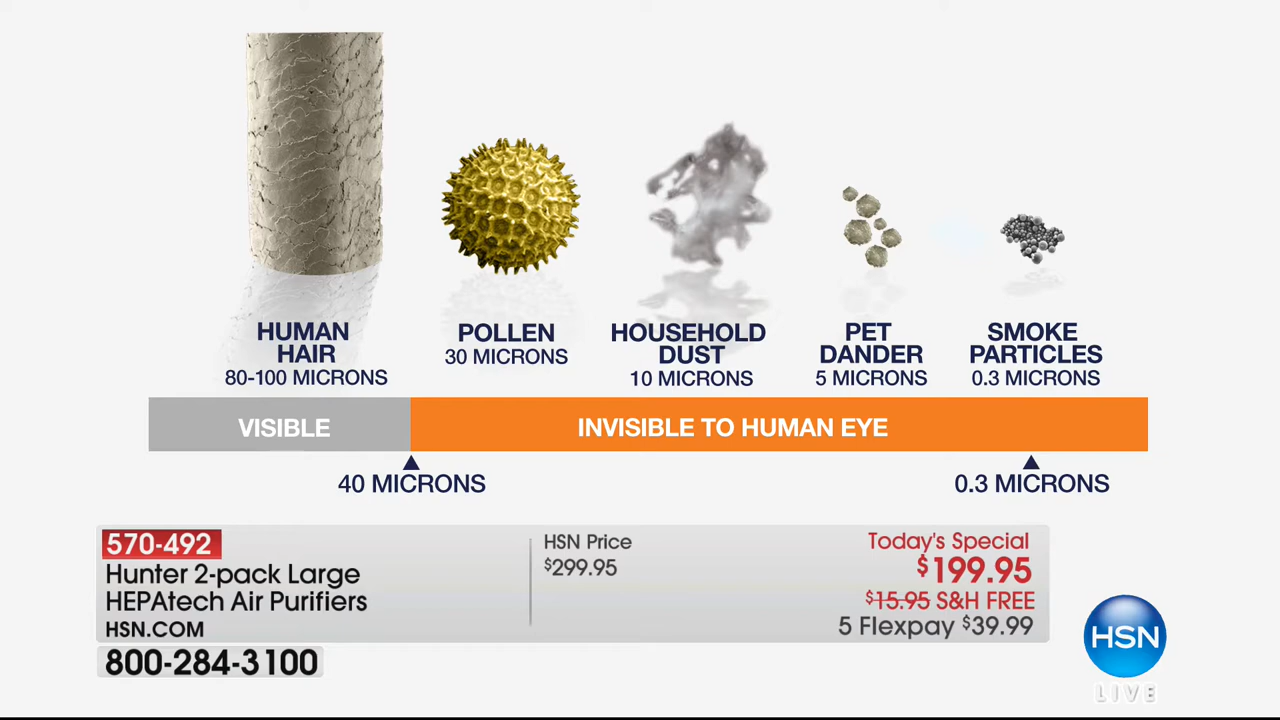 HUMAN
HAIR
80-100 MICRONS
POLLEN
30 MICRONS
HOUSEHOLD
DUST
10 MICRONS
PET
DANDER
5 MICRONS
SMOKE
PARTICLES
0.3 MICRONS
VISIBLE
INVISIBLE TO HUMAN EYE
40 MICRONS
0.3 MICRONS
570-492
Hunter 2-pack Large
HEPAtech Air Purifiers
HSN.COM
800-284-3100
HSN Price
$299.95
Today's Special
$199.95
$15.95 S&H FREE
5 Flexpay $39.99
HSN
LIVE